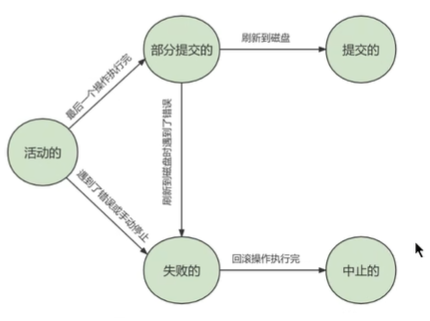 部分提交的
刷新到磁盘
提交的
最后一个操作执行完
活动的
刷新到磁盘时遇到了错误
遇到了错误或手动停止
失败的
回滚操作执行完
中止的